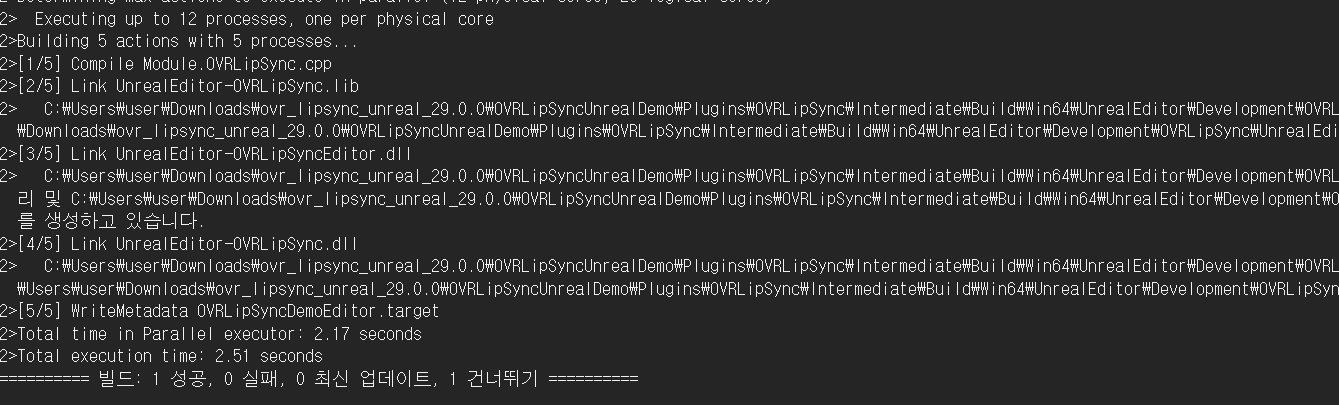 2>  Executing up to 12 processes, one per physical core
2>Building 5 actions with 5 processes...
2>[1/5] Compile Module.OVRLipSync.cpp
2>[2/5] Link UnrealEditor-OVRLipSync.lib
2>   C:₩Users₩user₩Downloads₩ovr_lipsync_unreal_29.0.0₩OVRLipSyncUnrealDemo₩Plugins₩OVRLipSync₩Intermediate₩Build₩Win64₩UnrealEditor₩Development₩OVRL
₩Downloads₩ovr_lipsync_unreal_29.0.0₩OVRLipSyncUnrealDemo₩Plugins₩OVRLipSync₩Intermediate₩Build₩Win64₩UnrealEditor₩Development₩OVRLipSync₩UnrealEdi
2>[3/5] Link UnrealEditor-OVRLipSyncEditor.dll
2>   C:₩Users₩user₩Downloads₩ovr_lipsync_unreal_29.0.0₩OVRLipSyncUnrealDemo₩Plugins₩OVRLipSync₩Intermediate₩Build₩Win64₩UnrealEditor₩Development₩OVRL
리 및 C:₩Users₩user₩Downloads₩ovr_lipsync_unreal_29.0.0₩OVRLipSyncUnrealDemo₩Plugins₩OVRLipSync₩Intermediate₩Build₩Win64₩UnrealEditor₩Development₩O
를 생성하고 있습니다.
2>[4/5] Link UnrealEditor-OVRLipSync.dll
2>   C:₩Users₩user₩Downloads₩ovr_lipsync_unreal_29.0.0₩OVRLipSyncUnrealDemo₩Plugins₩OVRLipSync₩Intermediate₩Build₩Win64₩UnrealEditor₩Development₩OVRL
₩Users₩user₩Downloads₩ovr_lipsync_unreal_29.0.0₩OVRLipSyncUnrealDemo₩Plugins₩OVRLipSync₩Intermediate₩Build₩Win64₩UnrealEditor₩Development₩OVRLipSyn
2>[5/5] WriteMetadata OVRLipSyncDemoEditor.target
2>Total time in Parallel executor: 2.17 seconds
2>Total execution time: 2.51 seconds
========== 빌드: 1 성공, 0 실패, 0 최신 업데이트, 1 건너뛰기 ==========